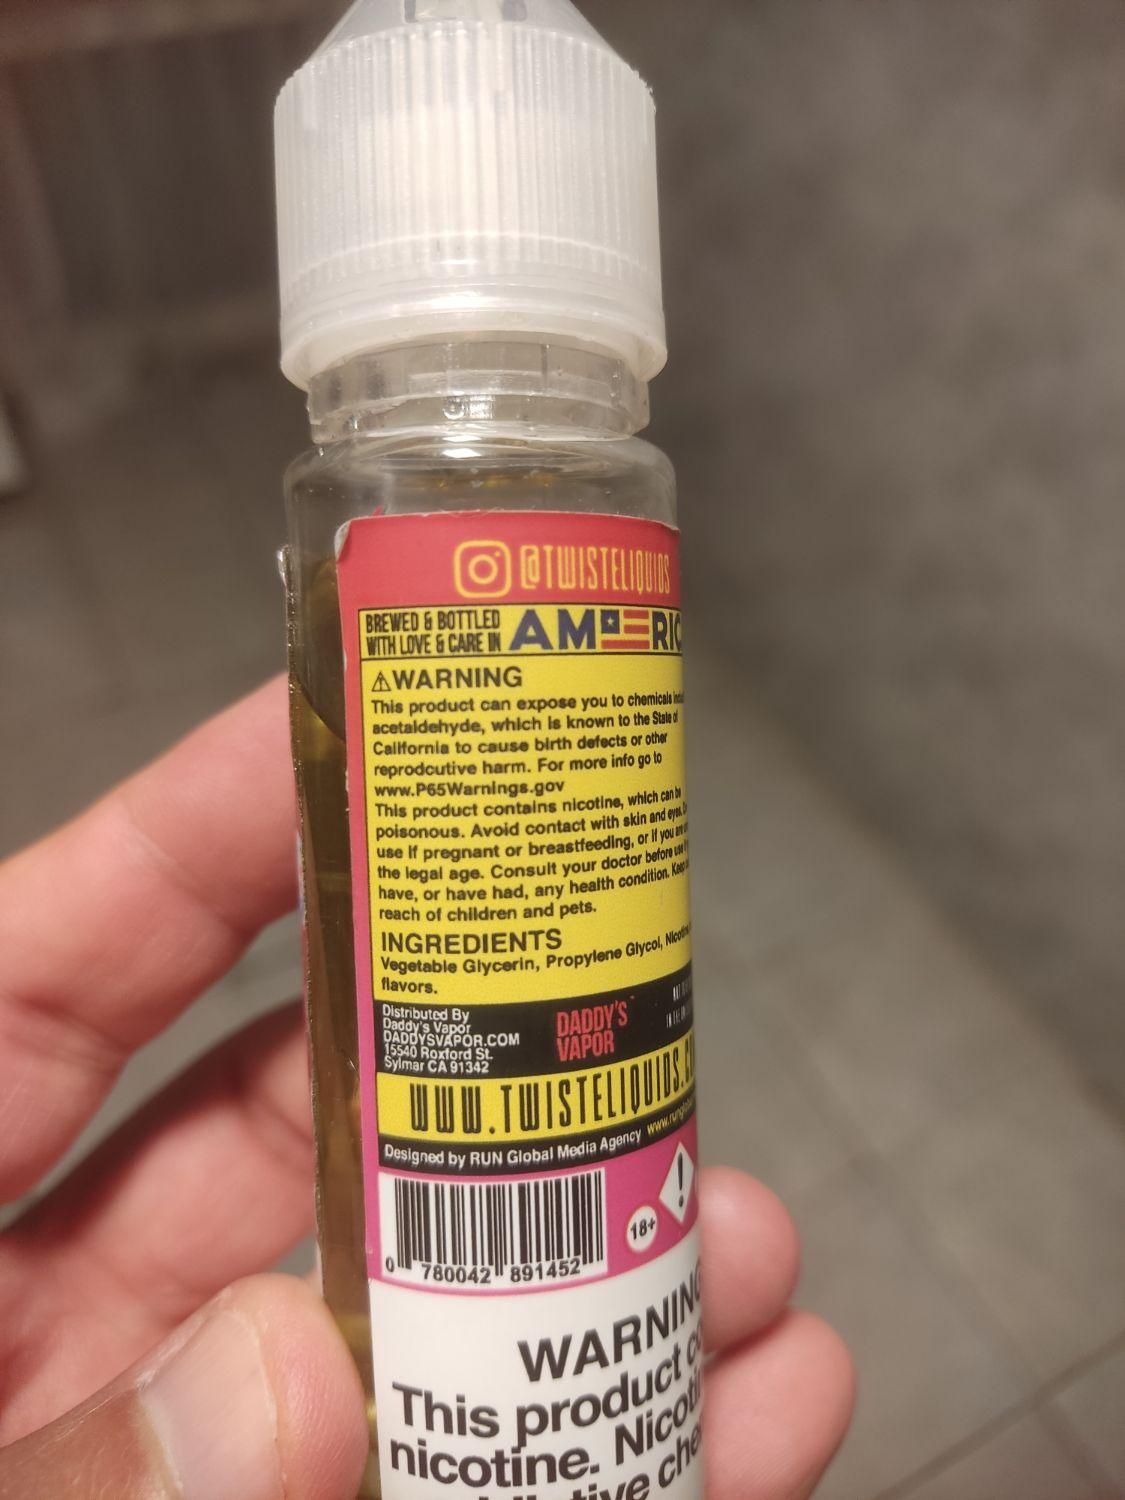 @TWISTELIQUIDS
BREWED & BOTTLED
WITH LOVE & CARE IN
AMERIC
⚠WARNING
This product can expose you to chemicals
acetaldehyde, which is known to the State of
California to cause birth defects or other
reprodcutive harm. For more info go to
www.P65Warnings.gov
This product contains nicotine, which can be
poisonous. Avoid contact with skin and eyes.
use if pregnant or breastfeeding, or if you are
the legal age. Consult your doctor before use
have, or have had, any health condition. Keep
reach of children and pets.
INGREDIENTS
Vegetable Glycerin, Propylene Glycol,
flavors.
Distributed By
Daddy's Vapor
DADDYSVAPOR.COM
15540 Roxford St.
Sylmar CA 91342
DADDY'S
VAPOR
WWW.TWISTELIQUIDS.
Designed by RUN Global Media Agency
0 780042 891452
18+
WARNING
This product
nicotine.